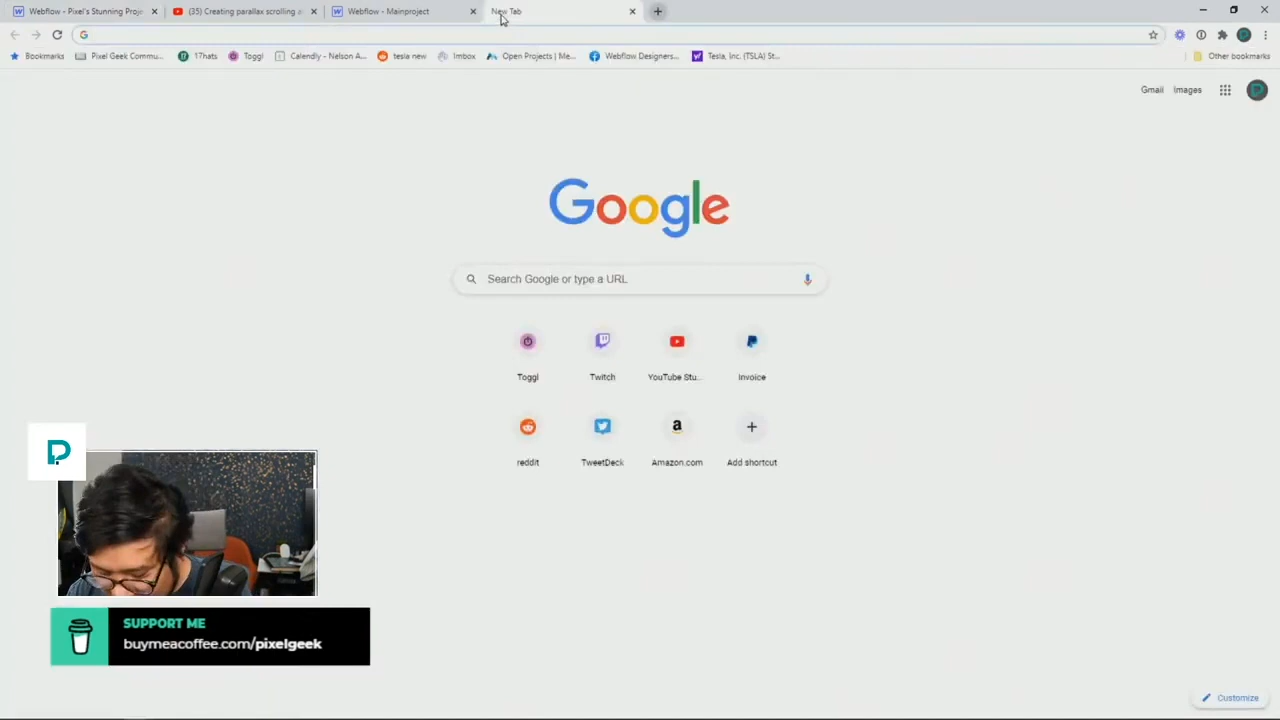 Webflow - Pixel's Stunning Proje
(35) Creating parallax scrolling a
Webflow - Mainproject
New Tab
Bookmarks
Pixel Geek Commu...
17hats
Toggl
Calendly - Nelson A...
tesla new
Imbox
Open Projects | Me...
Webflow Designers...
Tesla, Inc. (TSLA) St...
Other bookmarks
Gmail
Images
Google
Search Google or type a URL
Toggl
Twitch
YouTube Stu...
Invoice
reddit
TweetDeck
Amazon.com
Add shortcut
SUPPORT ME
buymeacoffee.com/pixelgeek
Customize